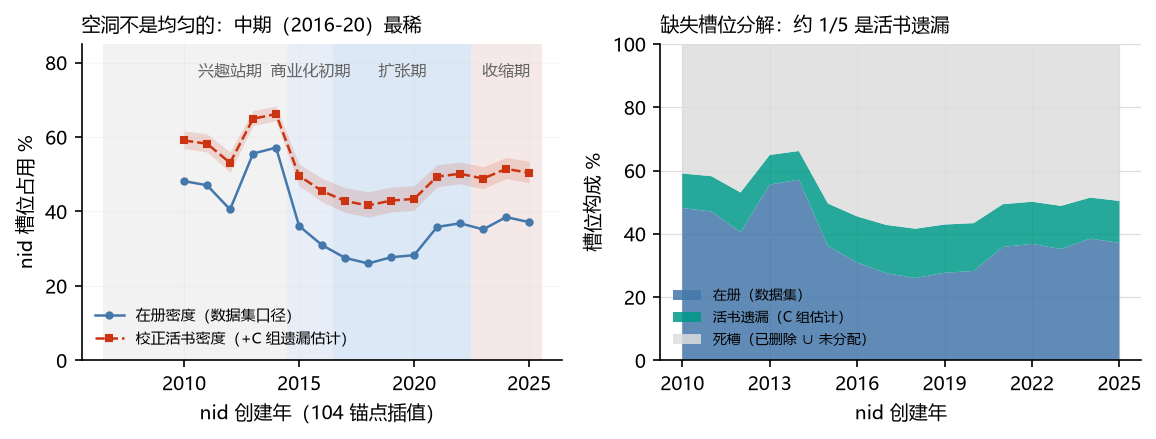 空洞不是均匀的：中期（2016-20）最稀
nid 槽位占用 %
80
60
40
20
0
兴趣站期
商业化初期
扩张期
收缩期
在册密度（数据集口径）
校正活书密度（+C 组遗漏估计）
2010
2015
2020
2025
nid 创建年（104 锚点插值）
缺失槽位分解：约 1/5 是活书遗漏
槽位构成 %
100
80
60
40
20
0
在册（数据集）
活书遗漏（C 组估计）
死槽（已删除 ∪ 未分配）
2010
2013
2016
2019
2022
2025
nid 创建年